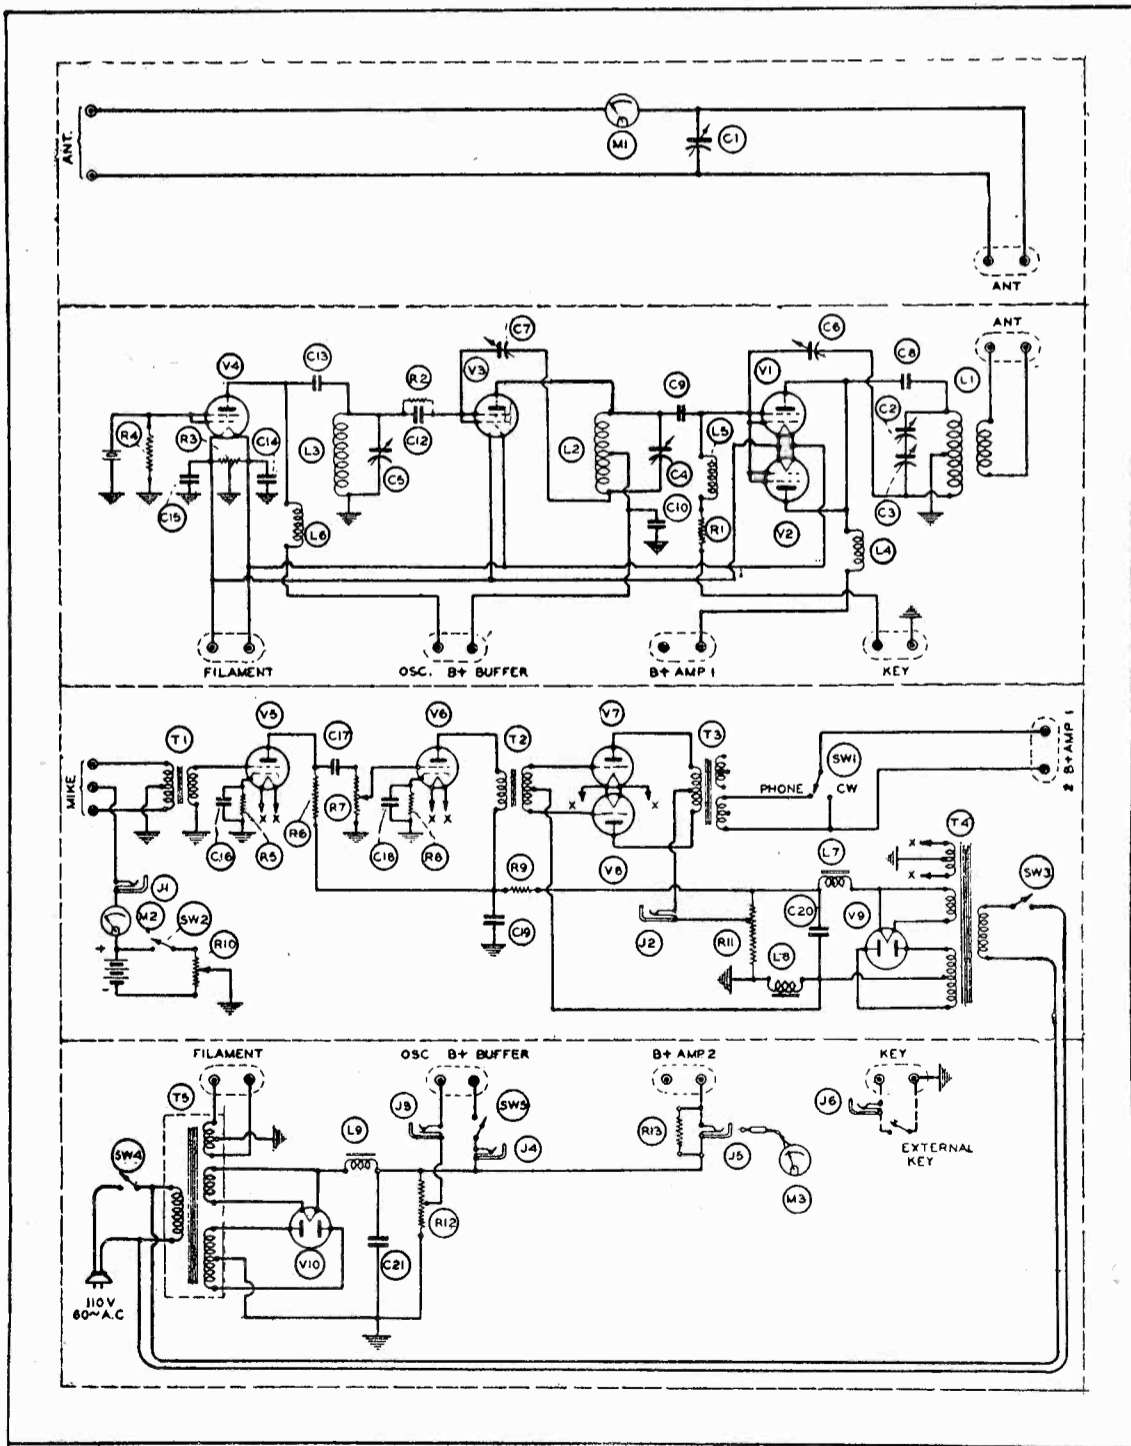 ANT.
M1
C1
ANT
ANT
C7
C6
V4
C13
R2
V3
C9
V1
C8
L1
R4
R3
C14
L3
C12
L2
L5
C2
C5
C4
C15
L6
C10
R1
V2
C3
L4
FILAMENT
OSC. B+ BUFFER
B+ AMP 1
KEY
V5
V6
V7
T1
C17
T2
T3
MIKE
SW1
2 B+ AMP 1
PHONE
CW
X X
R7
X X
X
X
C16
R5
R6
C18
R8
V8
L7
T4
X
X
SW3
J1
R9
C20
V9
M2
SW2
R10
C19
J2
R11
L8
+
-
FILAMENT
OSC B+ BUFFER
B+ AMP 2
KEY
T5
J3
SW5
J6
L9
J4
R13
J5
EXTERNAL
KEY
SW4
M3
R12
V10
C21
110 V
60~A.C